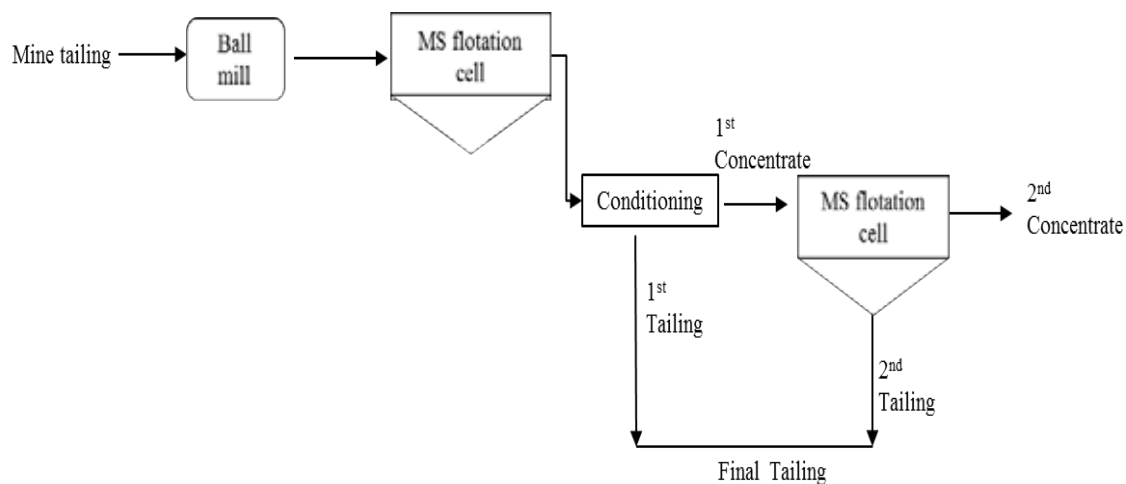 Mine tailing
Ball
mill
MS flotation
cell
Conditioning
1st
Concentrate
MS flotation
cell
2nd
Concentrate
1st
Tailing
2nd
Tailing
Final Tailing